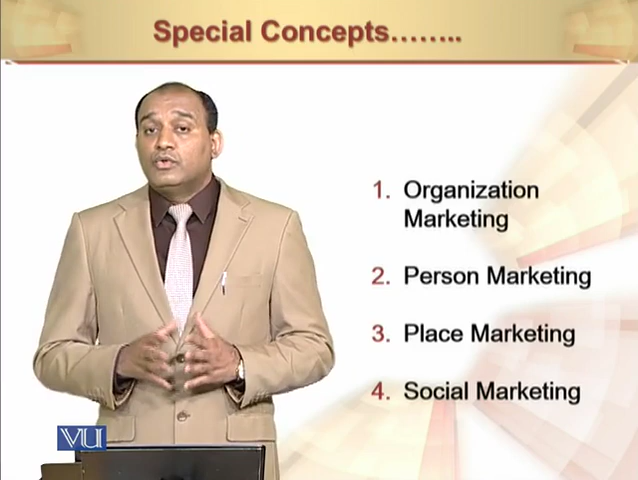 Special Concepts........
1. Organization
Marketing
2. Person Marketing
3. Place Marketing
4. Social Marketing
VU